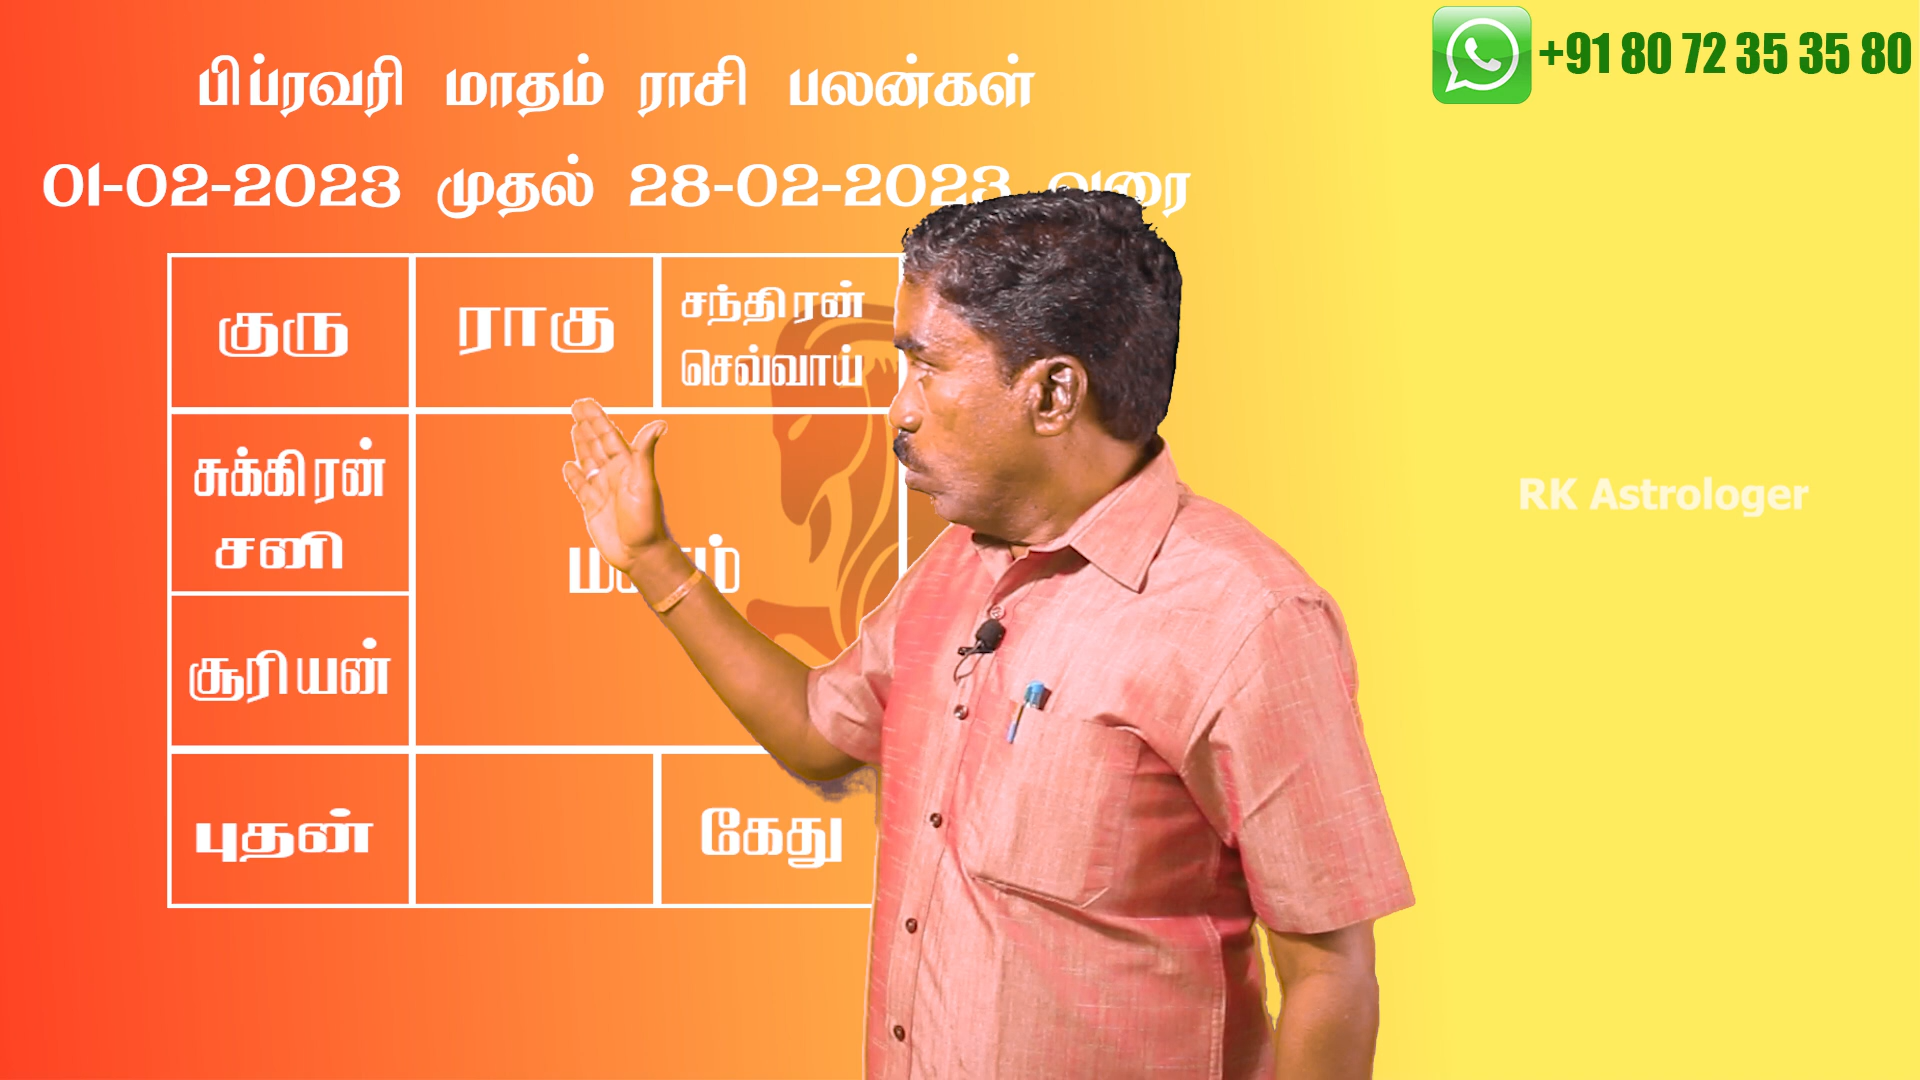 +91 80 72 35 35 80
பிப்ரவரி மாதம் ராசி பலன்கள்
01-02-2023 முதல் 28-02-2023 வரை
குரு
ராகு
சந்திரன்
செவ்வாய்
சுக்கிரன்
சனி
சூரியன்
புதன்
கேது
RK Astrologer